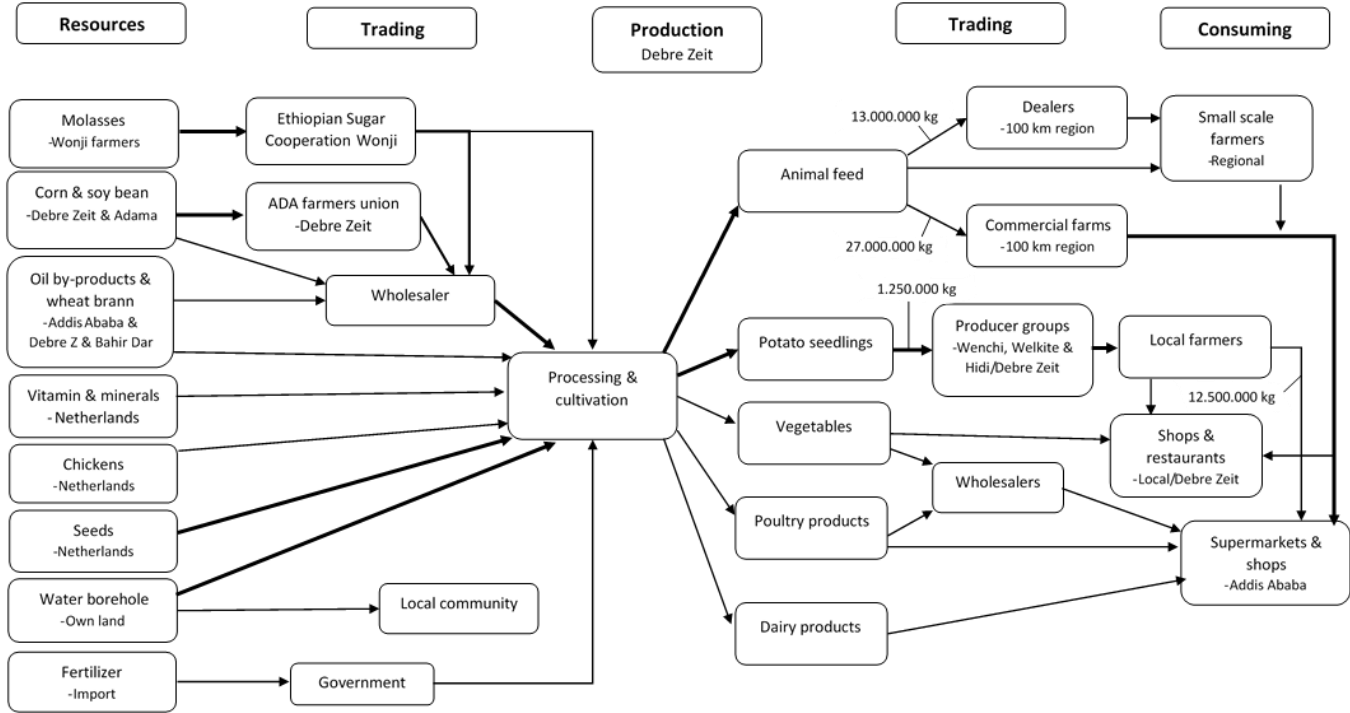 Resources
Trading
Production
Debre Zeit
Trading
Consuming
Molasses
-Wonji farmers
Corn & soy bean
-Debre Zeit & Adama
Oil by-products &
wheat brann
-Addis Ababa &
Debre Z & Bahir Dar
Vitamin & minerals
- Netherlands
Chickens
-Netherlands
Seeds
-Netherlands
Water borehole
-Own land
Fertilizer
-Import
Ethiopian Sugar
Cooperation Wonji
ADA farmers union
-Debre Zeit
Wholesaler
Local community
Government
Processing &
cultivation
Animal feed
Potato seedlings
Vegetables
Poultry products
Dairy products
13.000.000 kg
27.000.000 kg
1.250.000 kg
Dealers
-100 km region
Commercial farms
-100 km region
Producer groups
-Wenchi, Welkite &
Hidi/Debre Zeit
Wholesalers
Small scale
farmers
-Regional
Local farmers
12.500.000 kg
Shops &
restaurants
-Local/Debre Zeit
Supermarkets &
shops
-Addis Ababa